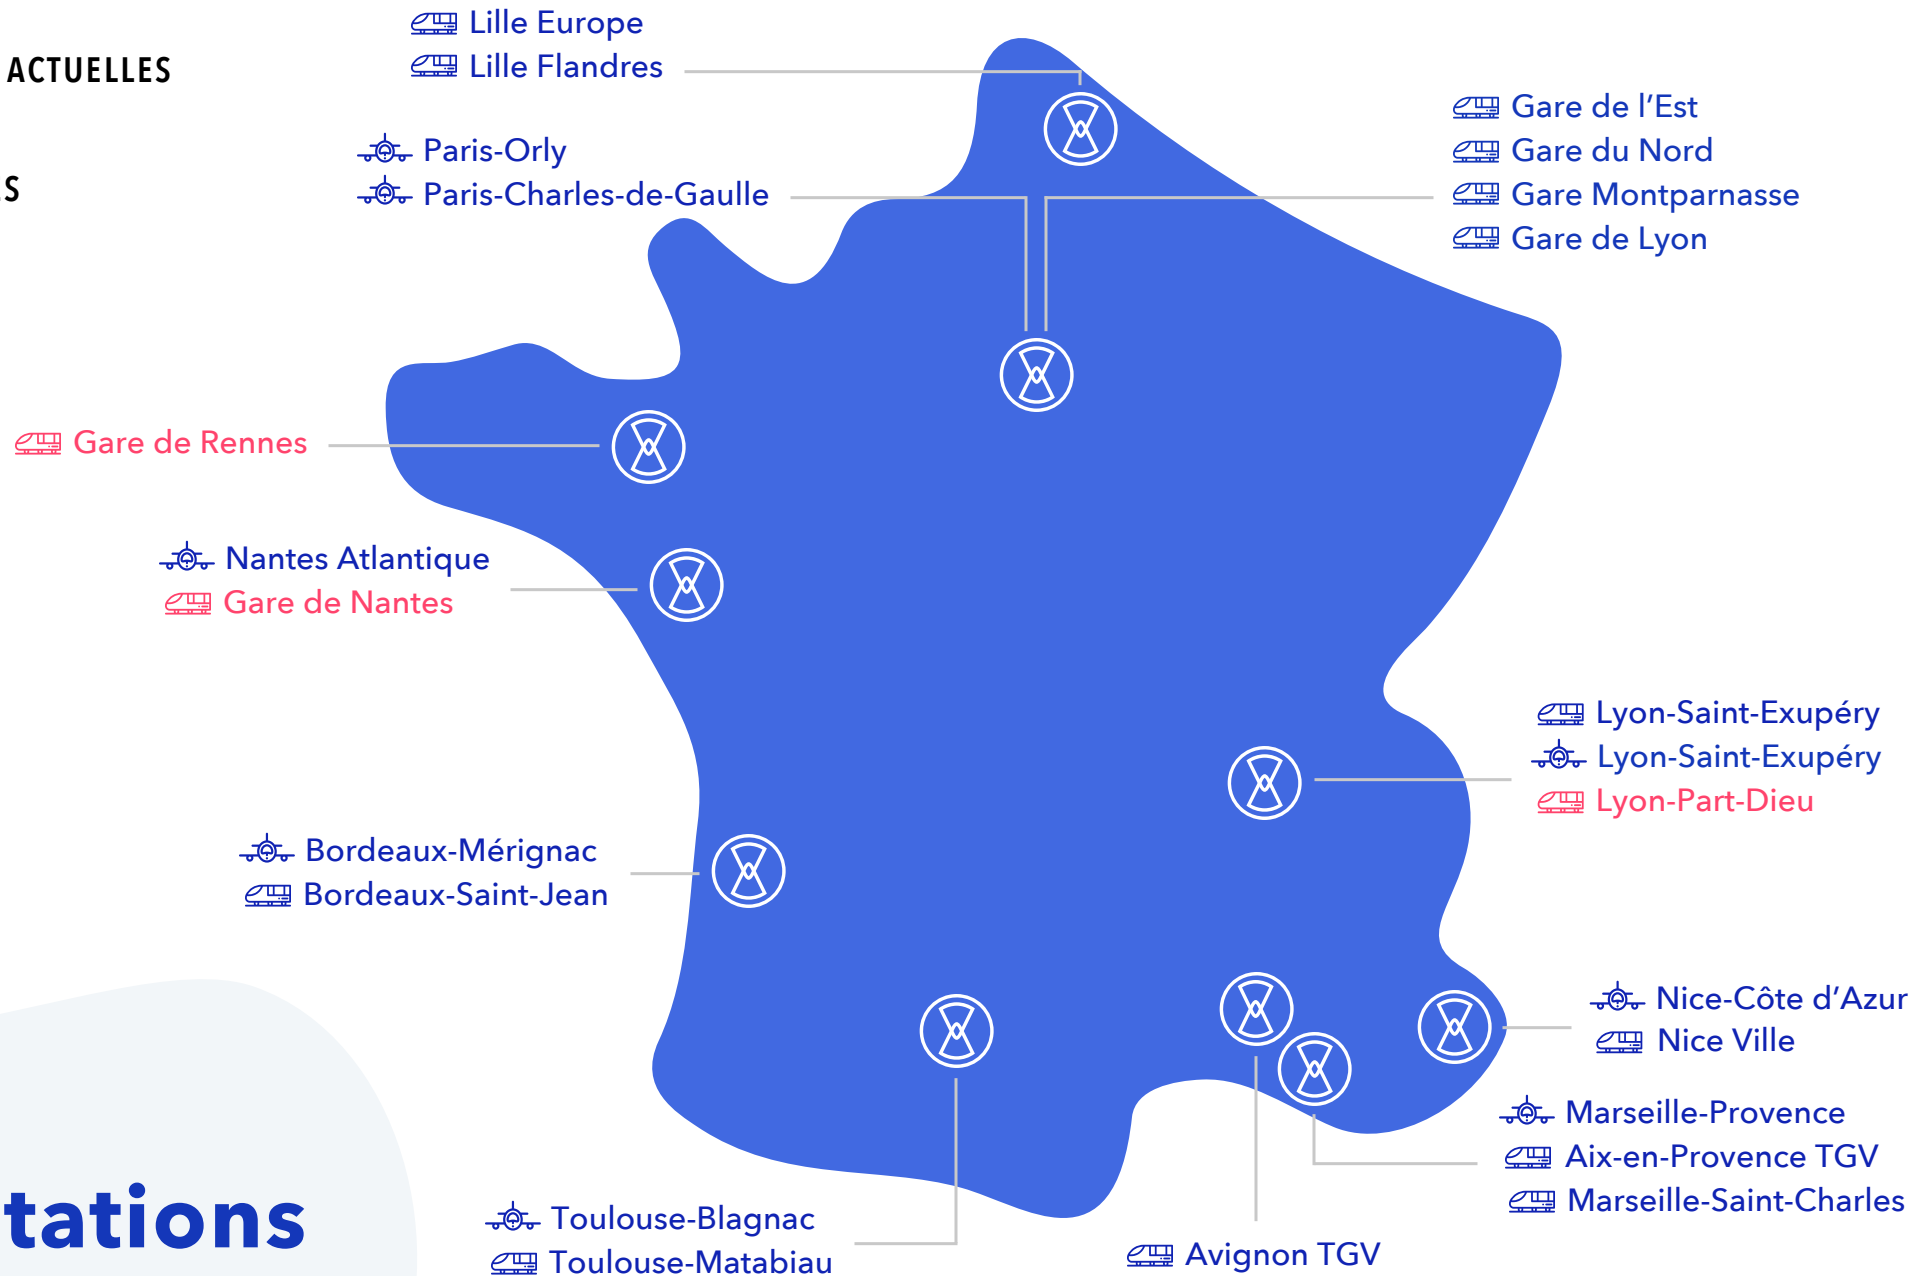 ACTUELLES
Lille Europe
Lille Flandres
Paris-Orly
Paris-Charles-de-Gaulle
Gare de l'Est
Gare du Nord
Gare Montparnasse
Gare de Lyon
Gare de Rennes
Nantes Atlantique
Gare de Nantes
Lyon-Saint-Exupéry
Lyon-Saint-Exupéry
Lyon-Part-Dieu
Bordeaux-Mérignac
Bordeaux-Saint-Jean
Nice-Côte d'Azur
Nice Ville
Marseille-Provence
Aix-en-Provence TGV
Marseille-Saint-Charles
tations
Toulouse-Blagnac
Toulouse-Matabiau
Avignon TGV